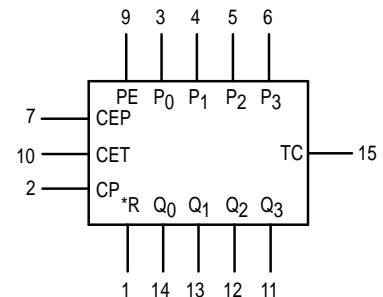 9 3 4 5 6
PE P0 P1 P2 P3
7 CEP
10 CET TC 15
2 CP
*R Q0 Q1 Q2 Q3
1 14 13 12 11